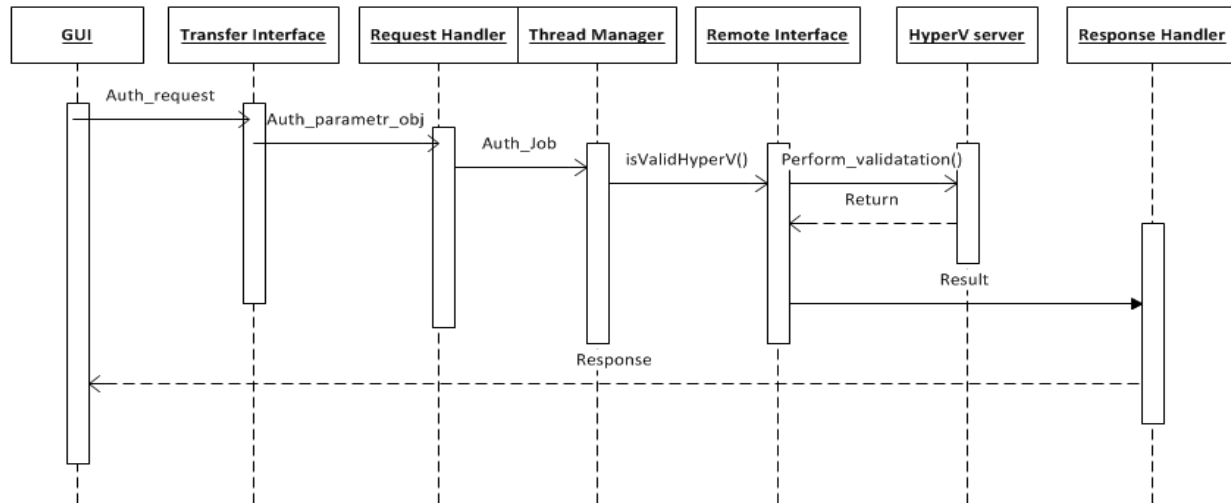 GUI
Transfer Interface
Request Handler
Thread Manager
Remote Interface
HyperV server
Response Handler
Auth_request
Auth_parametr_obj
Auth_Job
isValidHyperV()
Perform_validatation()
Return
Result
Response